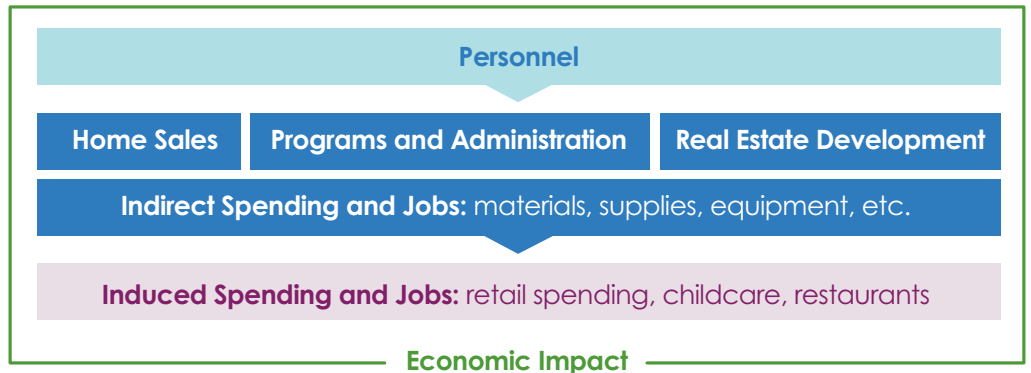 Personnel
Home Sales
Programs and Administration
Real Estate Development
Indirect Spending and Jobs: materials, supplies, equipment, etc.
Induced Spending and Jobs: retail spending, childcare, restaurants
Economic Impact